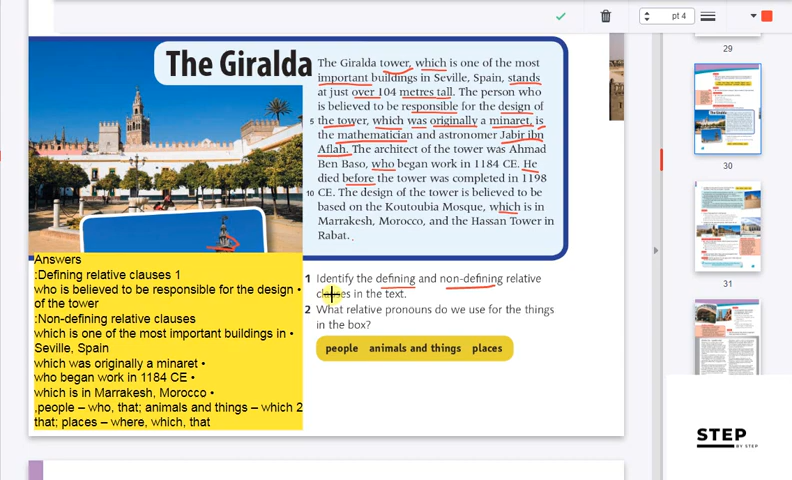 pt 4
The Giralda
The Giralda tower, which is one of the most
important buildings in Seville, Spain, stands
at just over 104 metres tall. The person who
is believed to be responsible for the design of
5 the tower, which was originally a minaret, is
the mathematician and astronomer Jabir ibn
Aflah. The architect of the tower was Ahmad
Ben Baso, who began work in 1184 CE. He
died before the tower was completed in 1198
10 CE. The design of the tower is believed to be
based on the Koutoubia Mosque, which is in
Marrakesh, Morocco, and the Hassan Tower in
Rabat.
Answers
:Defining relative clauses 1
who is believed to be responsible for the design •
of the tower
:Non-defining relative clauses
which is one of the most important buildings in •
Seville, Spain
which was originally a minaret •
who began work in 1184 CE •
which is in Marrakesh, Morocco •
,people – who, that; animals and things – which 2
that; places – where, which, that
1 Identify the defining and non-defining relative
clauses in the text.
2 What relative pronouns do we use for the things
in the box?
people animals and things places
29
30
31
STEP
BY STEP